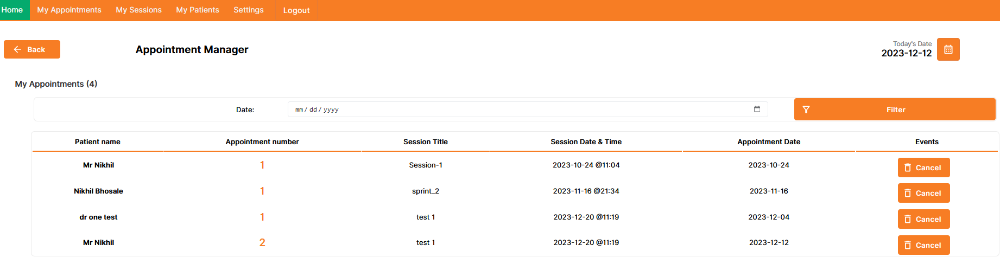 Home My Appointments My Sessions My Patients Settings Logout
Back
Appointment Manager
Today's Date
2023-12-12
My Appointments (4)
Date: mm/dd/yyyy Filter
Patient name Appointment number Session Title Session Date & Time Appointment Date Events
Mr Nikhil 1 Session-1 2023-10-24 @11:04 2023-10-24 Cancel
Nikhil Bhosale 1 sprint_2 2023-11-16 @21:34 2023-11-16 Cancel
dr one test 1 test 1 2023-12-20 @11:19 2023-12-04 Cancel
Mr Nikhil 2 test 1 2023-12-20 @11:19 2023-12-12 Cancel